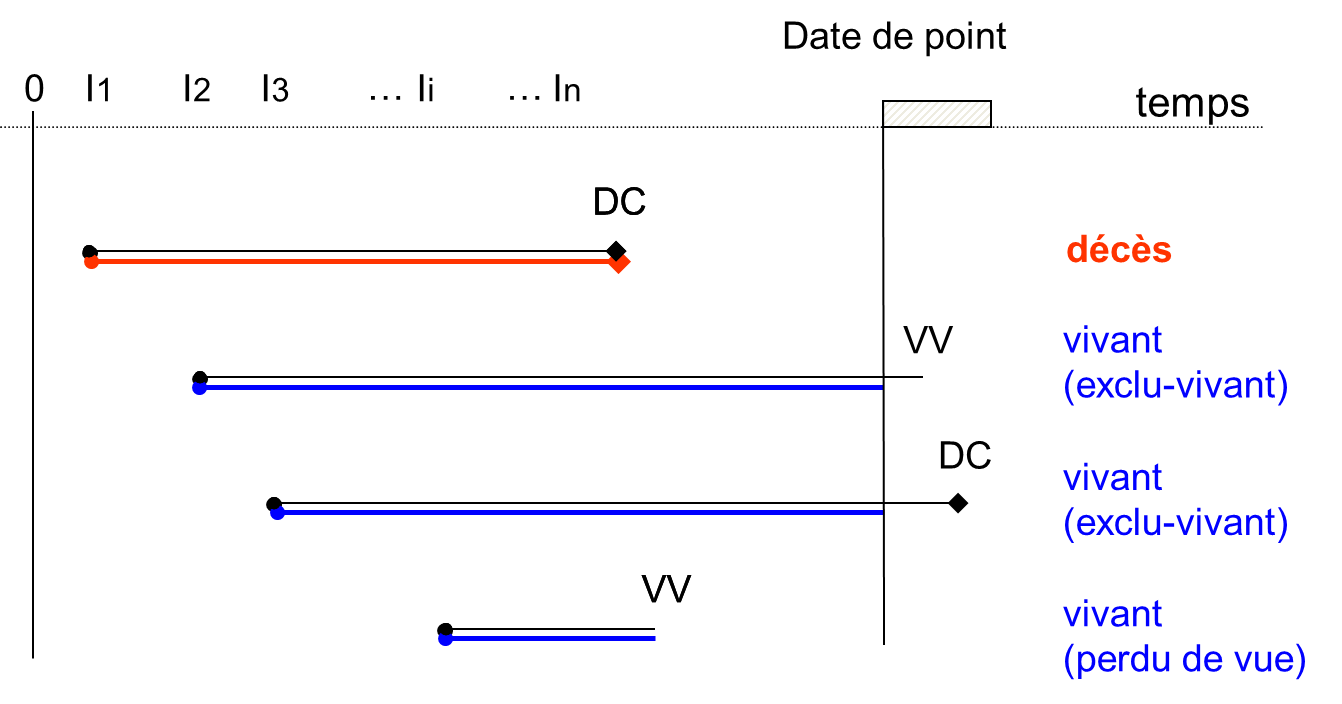 Date de point
0 I1 I2 I3 … Ii … In
temps
DC
décès
VV
vivant
(exclu-vivant)
DC
vivant
(exclu-vivant)
VV
vivant
(perdu de vue)